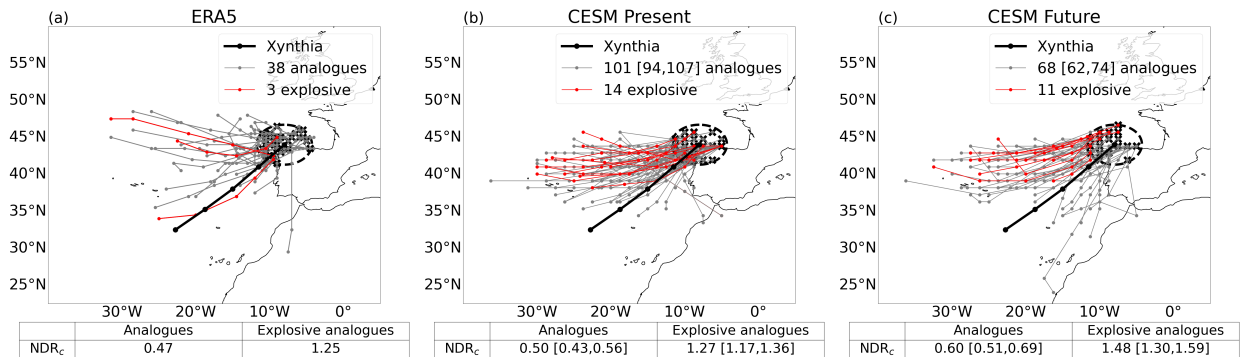 (a) ERA5
Xynthia
38 analogues
3 explosive
55°N
50°N
45°N
40°N
35°N
30°N
25°N
30°W 20°W 10°W 0°
Analogues Explosive analogues
NDRc 0.47 1.25
(b) CESM Present
Xynthia
101 [94,107] analogues
14 explosive
55°N
50°N
45°N
40°N
35°N
30°N
25°N
30°W 20°W 10°W 0°
Analogues Explosive analogues
NDRc 0.50 [0.43,0.56] 1.27 [1.17,1.36]
(c) CESM Future
Xynthia
68 [62,74] analogues
11 explosive
55°N
50°N
45°N
40°N
35°N
30°N
25°N
30°W 20°W 10°W 0°
Analogues Explosive analogues
NDRc 0.60 [0.51,0.69] 1.48 [1.30,1.59]